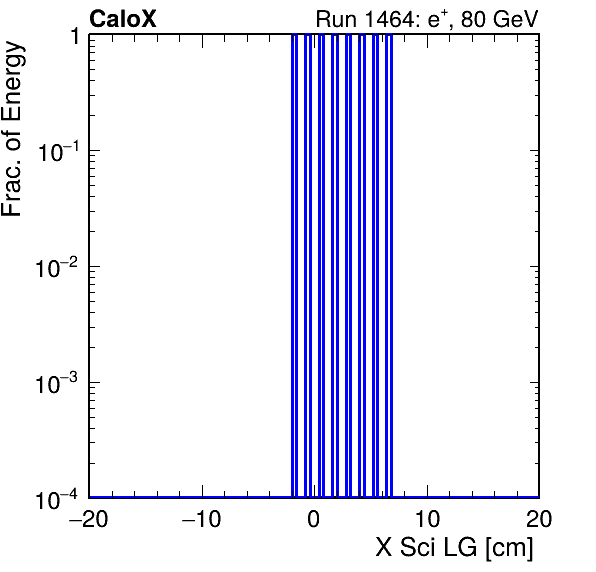 CaloX Run 1464: e⁺, 80 GeV
Frac. of Energy
1
10⁻¹
10⁻²
10⁻³
10⁻⁴
−20 −10 0 10 20
X Sci LG [cm]